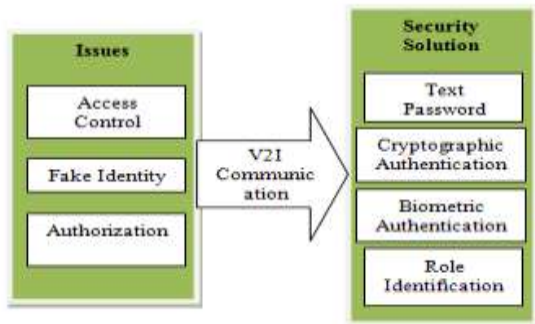 Issues
Access
Control
Fake Identity
Authorization
V2I
Communic
ation
Security
Solution
Text
Password
Cryptographic
Authentication
Biometric
Authentication
Role
Identification